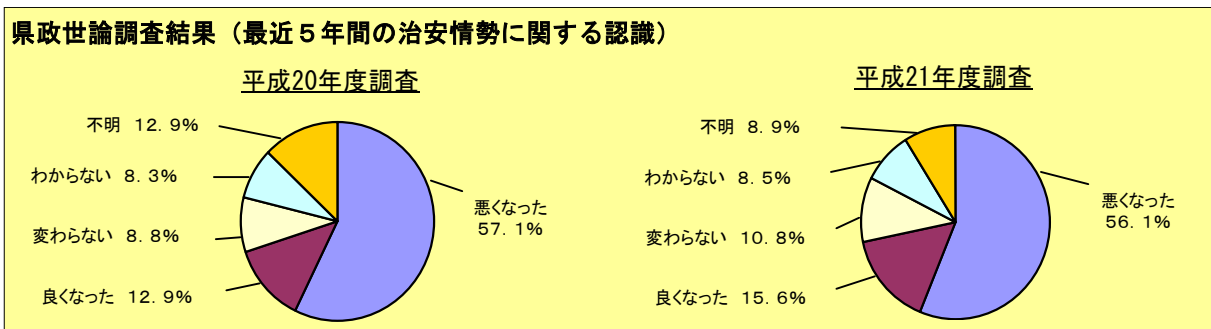 県政世論調査結果（最近５年間の治安情勢に関する認識）
平成20年度調査
不明 １２．９％
わからない ８．３％
変わらない ８．８％
良くなった １２．９％
悪くなった
５７．１％
平成21年度調査
不明 ８．９％
わからない ８．５％
変わらない １０．８％
良くなった １５．６％
悪くなった
５６．１％